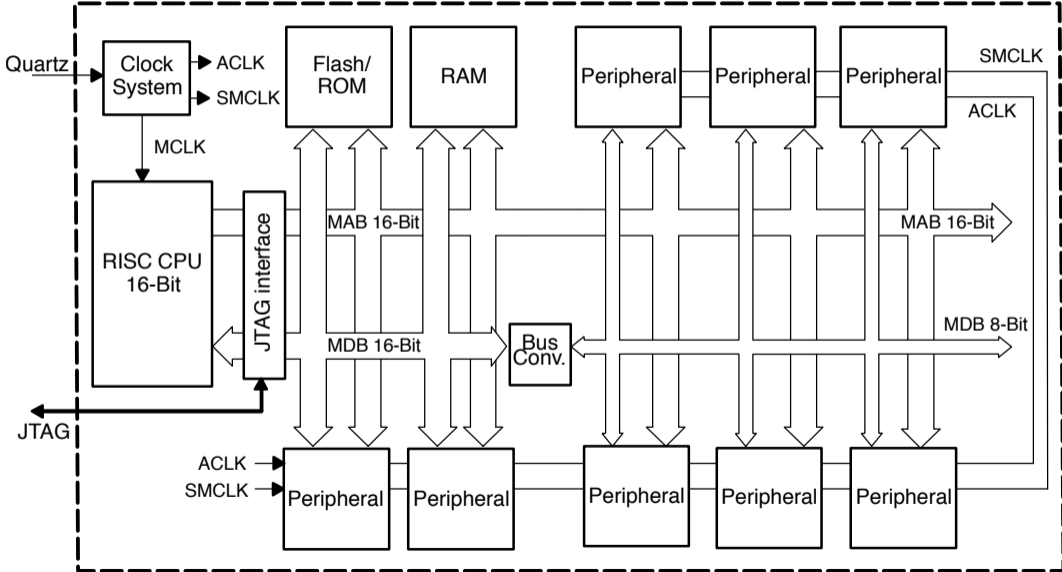 Quartz
Clock
System
ACLK
SMCLK
MCLK
Flash/
ROM
RAM
Peripheral
Peripheral
Peripheral
SMCLK
ACLK
RISC CPU
16-Bit
JTAG interface
MAB 16-Bit
MAB 16-Bit
MDB 16-Bit
Bus
Conv.
MDB 8-Bit
JTAG
ACLK
SMCLK
Peripheral
Peripheral
Peripheral
Peripheral
Peripheral